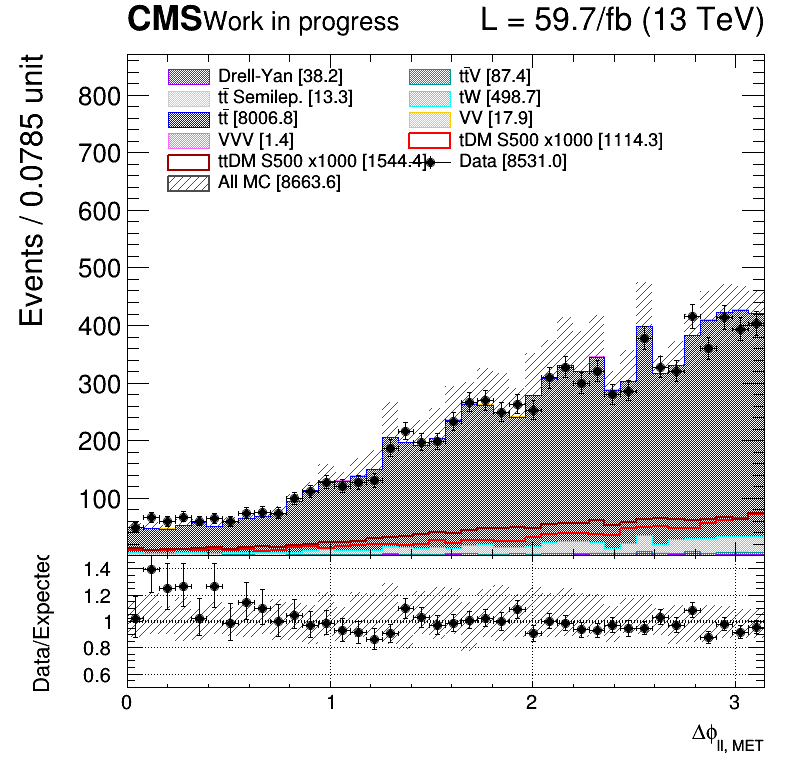 CMS Work in progress L = 59.7/fb (13 TeV)
Events / 0.0785 unit
800
700
600
500
400
300
200
100
Drell-Yan [38.2] tt̄V [87.4]
tt̄ Semilep. [13.3] tW [498.7]
tt̄ [8006.8] VV [17.9]
VVV [1.4] tDM S500 x1000 [1114.3]
ttDM S500 x1000 [1544.4] Data [8531.0]
All MC [8663.6]
Data/Expected
1.4
1.2
1
0.8
0.6
0 1 2 3
Δϕ_ll, MET